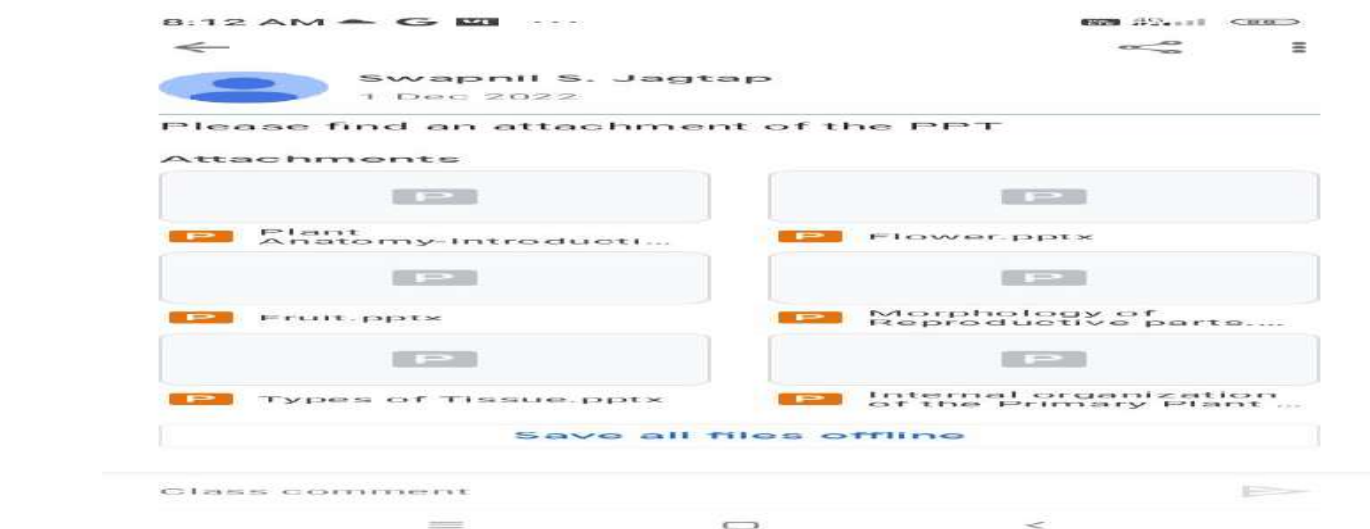 8:12 AM
Swapnil S. Jagtap
1 Dec 2022
Please find an attachment of the PPT
Attachments
Plant
Anatomy-Introducti...
Flower.pptx
Fruit.pptx
Morphology of
Reproductive parts....
Types of Tissue.pptx
Internal organization
of the Primary Plant ...
Save all files offline
Class comment